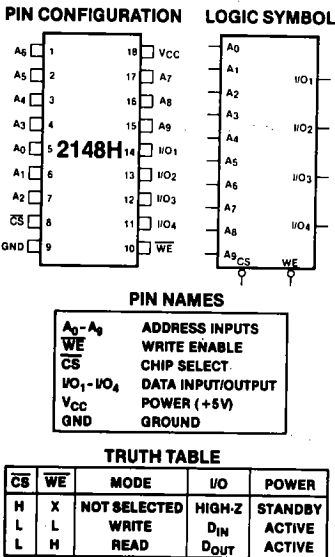 PIN CONFIGURATION
A6 1 18 VCC
A5 2 17 A7
A4 3 16 A8
A3 4 15 A9
A0 5 2148H 14 I/O1
A1 6 13 I/O2
A2 7 12 I/O3
CS 8 11 I/O4
GND 9 10 WE
LOGIC SYMBOL
A0
A1
I/O1
A2
A3
I/O2
A4
A5
I/O3
A6
A7
I/O4
A8
A9 CS WE
PIN NAMES
A0-A9 ADDRESS INPUTS
WE WRITE ENABLE
CS CHIP SELECT
I/O1-I/O4 DATA INPUT/OUTPUT
VCC POWER (+5V)
GND GROUND
TRUTH TABLE
CS WE MODE I/O POWER
H X NOT SELECTED HIGH-Z STANDBY
L L WRITE DIN ACTIVE
L H READ DOUT ACTIVE